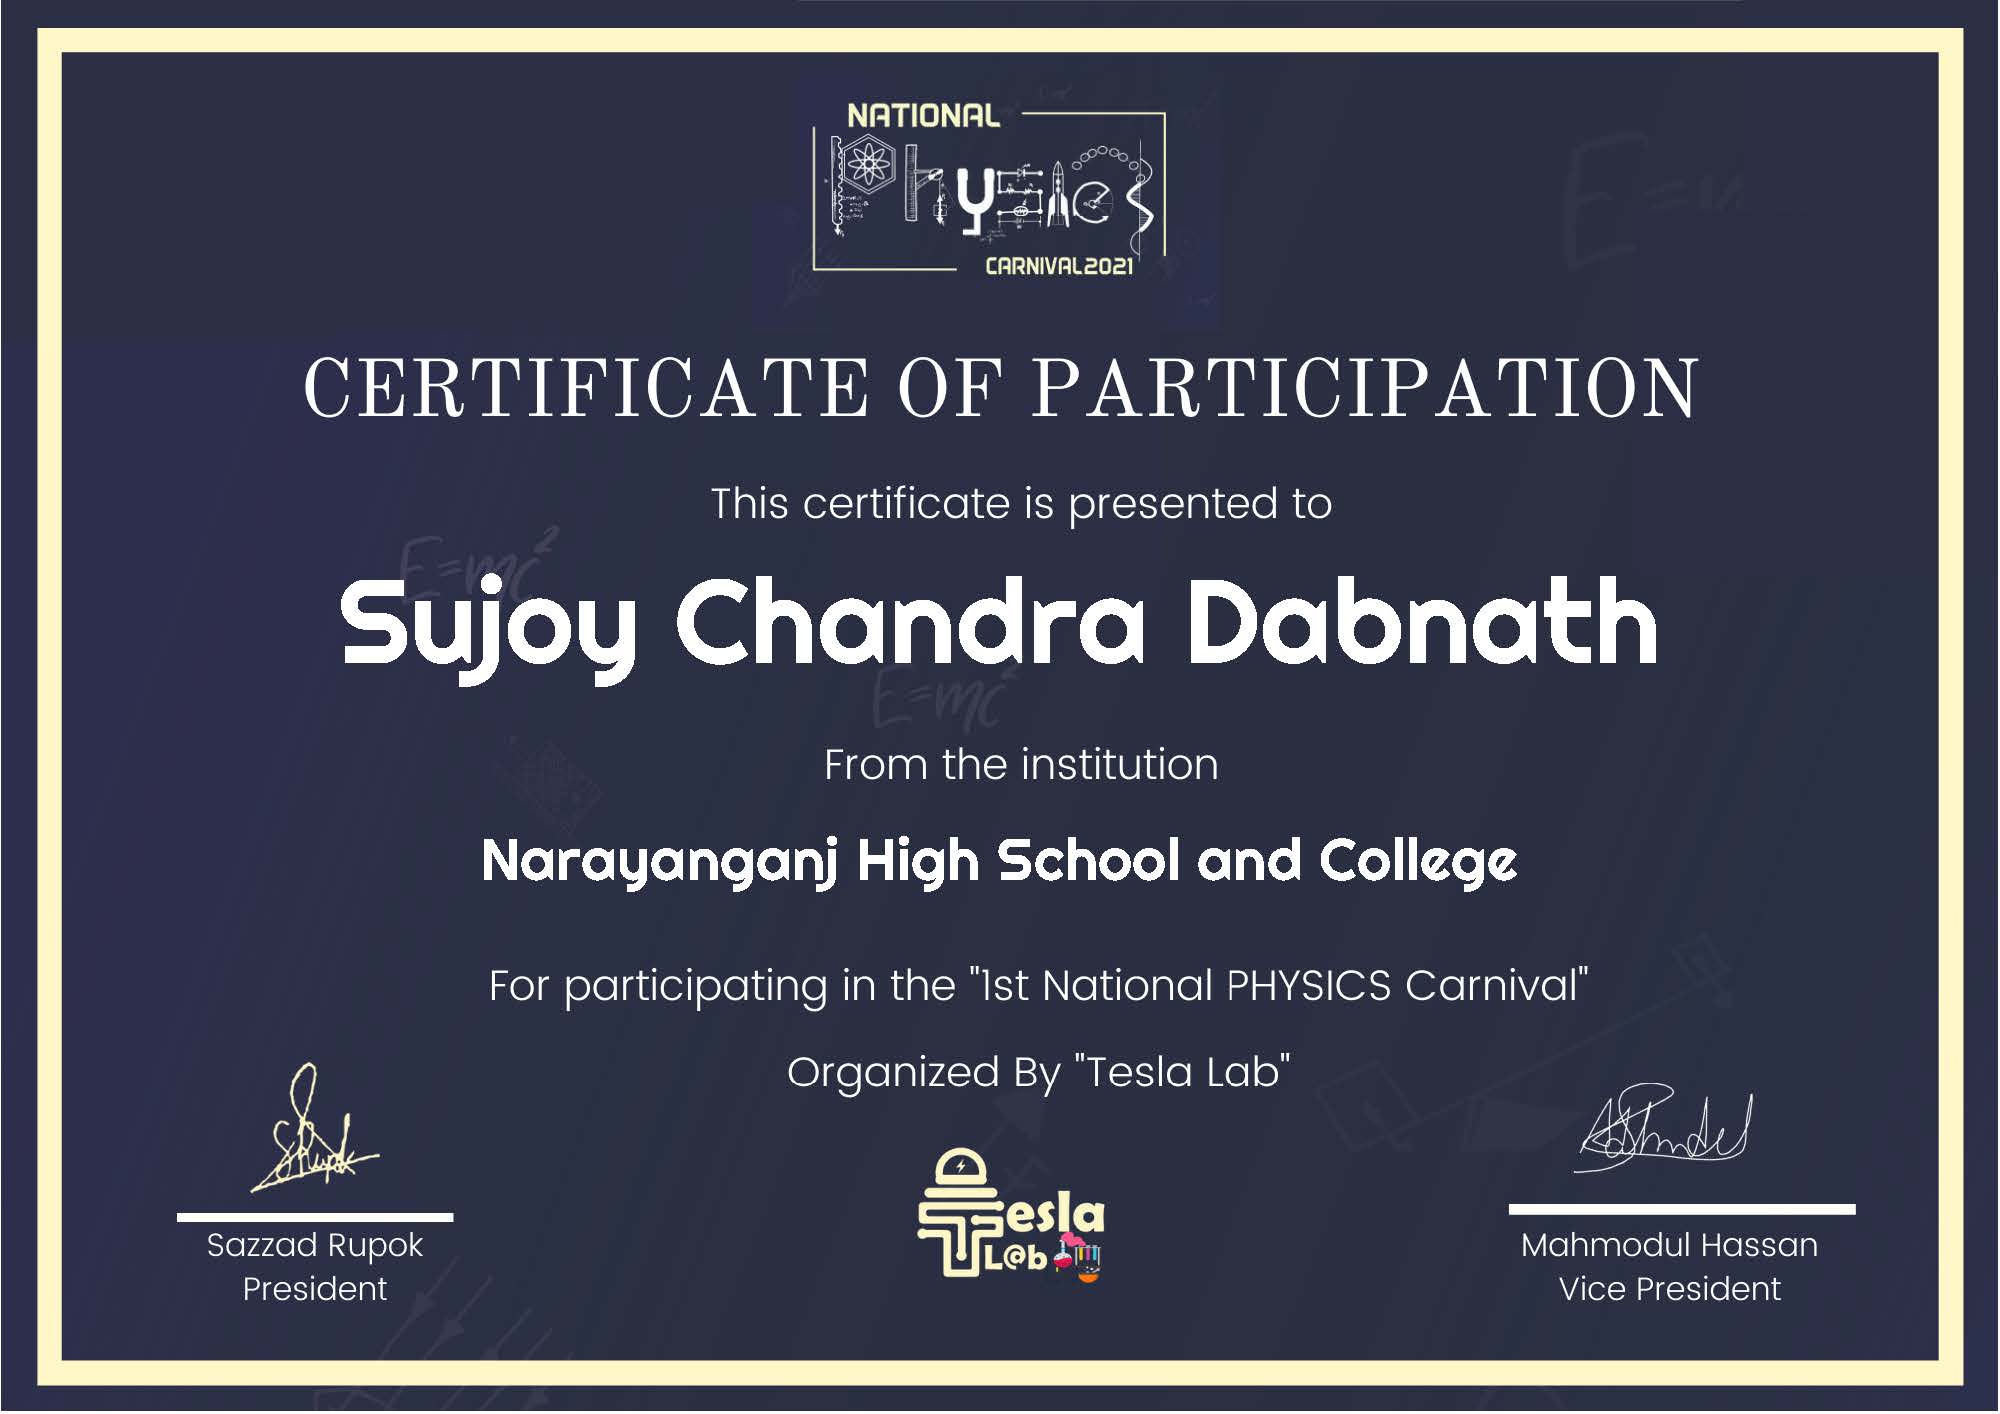 NATIONAL
Physics
CARNIVAL2021
E=m
CERTIFICATE OF PARTICIPATION
This certificate is presented to
E=mc²
Sujoy Chandra Dabnath
E=mc²
From the institution
Narayanganj High School and College
For participating in the "1st National PHYSICS Carnival"
Organized By "Tesla Lab"
Tesla
L@b
Sazzad Rupok
President
Mahmodul Hassan
Vice President